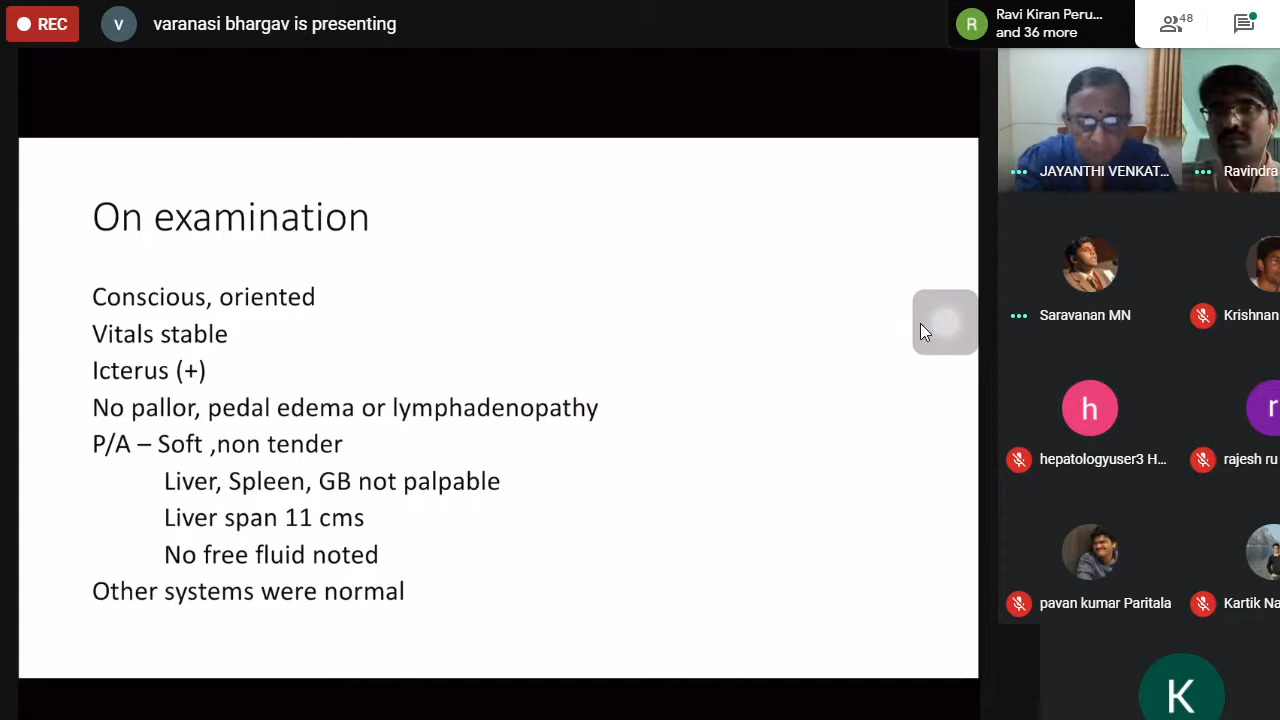 REC
V
varanasi bhargav is presenting
R
Ravi Kiran Peru...
and 36 more
48
On examination
Conscious, oriented
Vitals stable
Icterus (+)
No pallor, pedal edema or lymphadenopathy
P/A – Soft ,non tender
Liver, Spleen, GB not palpable
Liver span 11 cms
No free fluid noted
Other systems were normal
JAYANTHI VENKAT...
Ravindra
Saravanan MN
Krishnan
h
r
hepatologyuser3 H...
rajesh ru
pavan kumar Paritala
Kartik Na
K